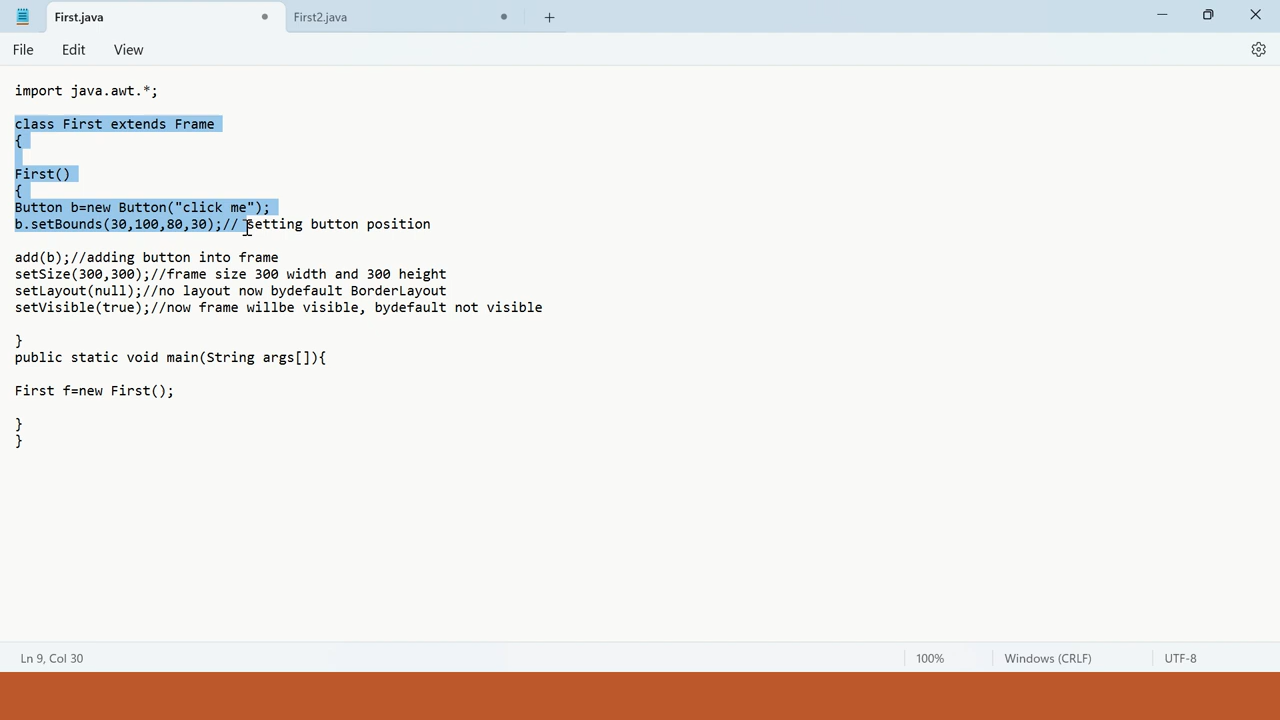 First.java
First2.java
File Edit View
import java.awt.*;
class First extends Frame
{
First()
{
Button b=new Button("click me");
b.setBounds(30,100,80,30);// setting button position
add(b);//adding button into frame
setSize(300,300);//frame size 300 width and 300 height
setLayout(null);//no layout now bydefault BorderLayout
setVisible(true);//now frame willbe visible, bydefault not visible
}
public static void main(String args[]){
First f=new First();
}
}
Ln 9, Col 30
100%
Windows (CRLF)
UTF-8